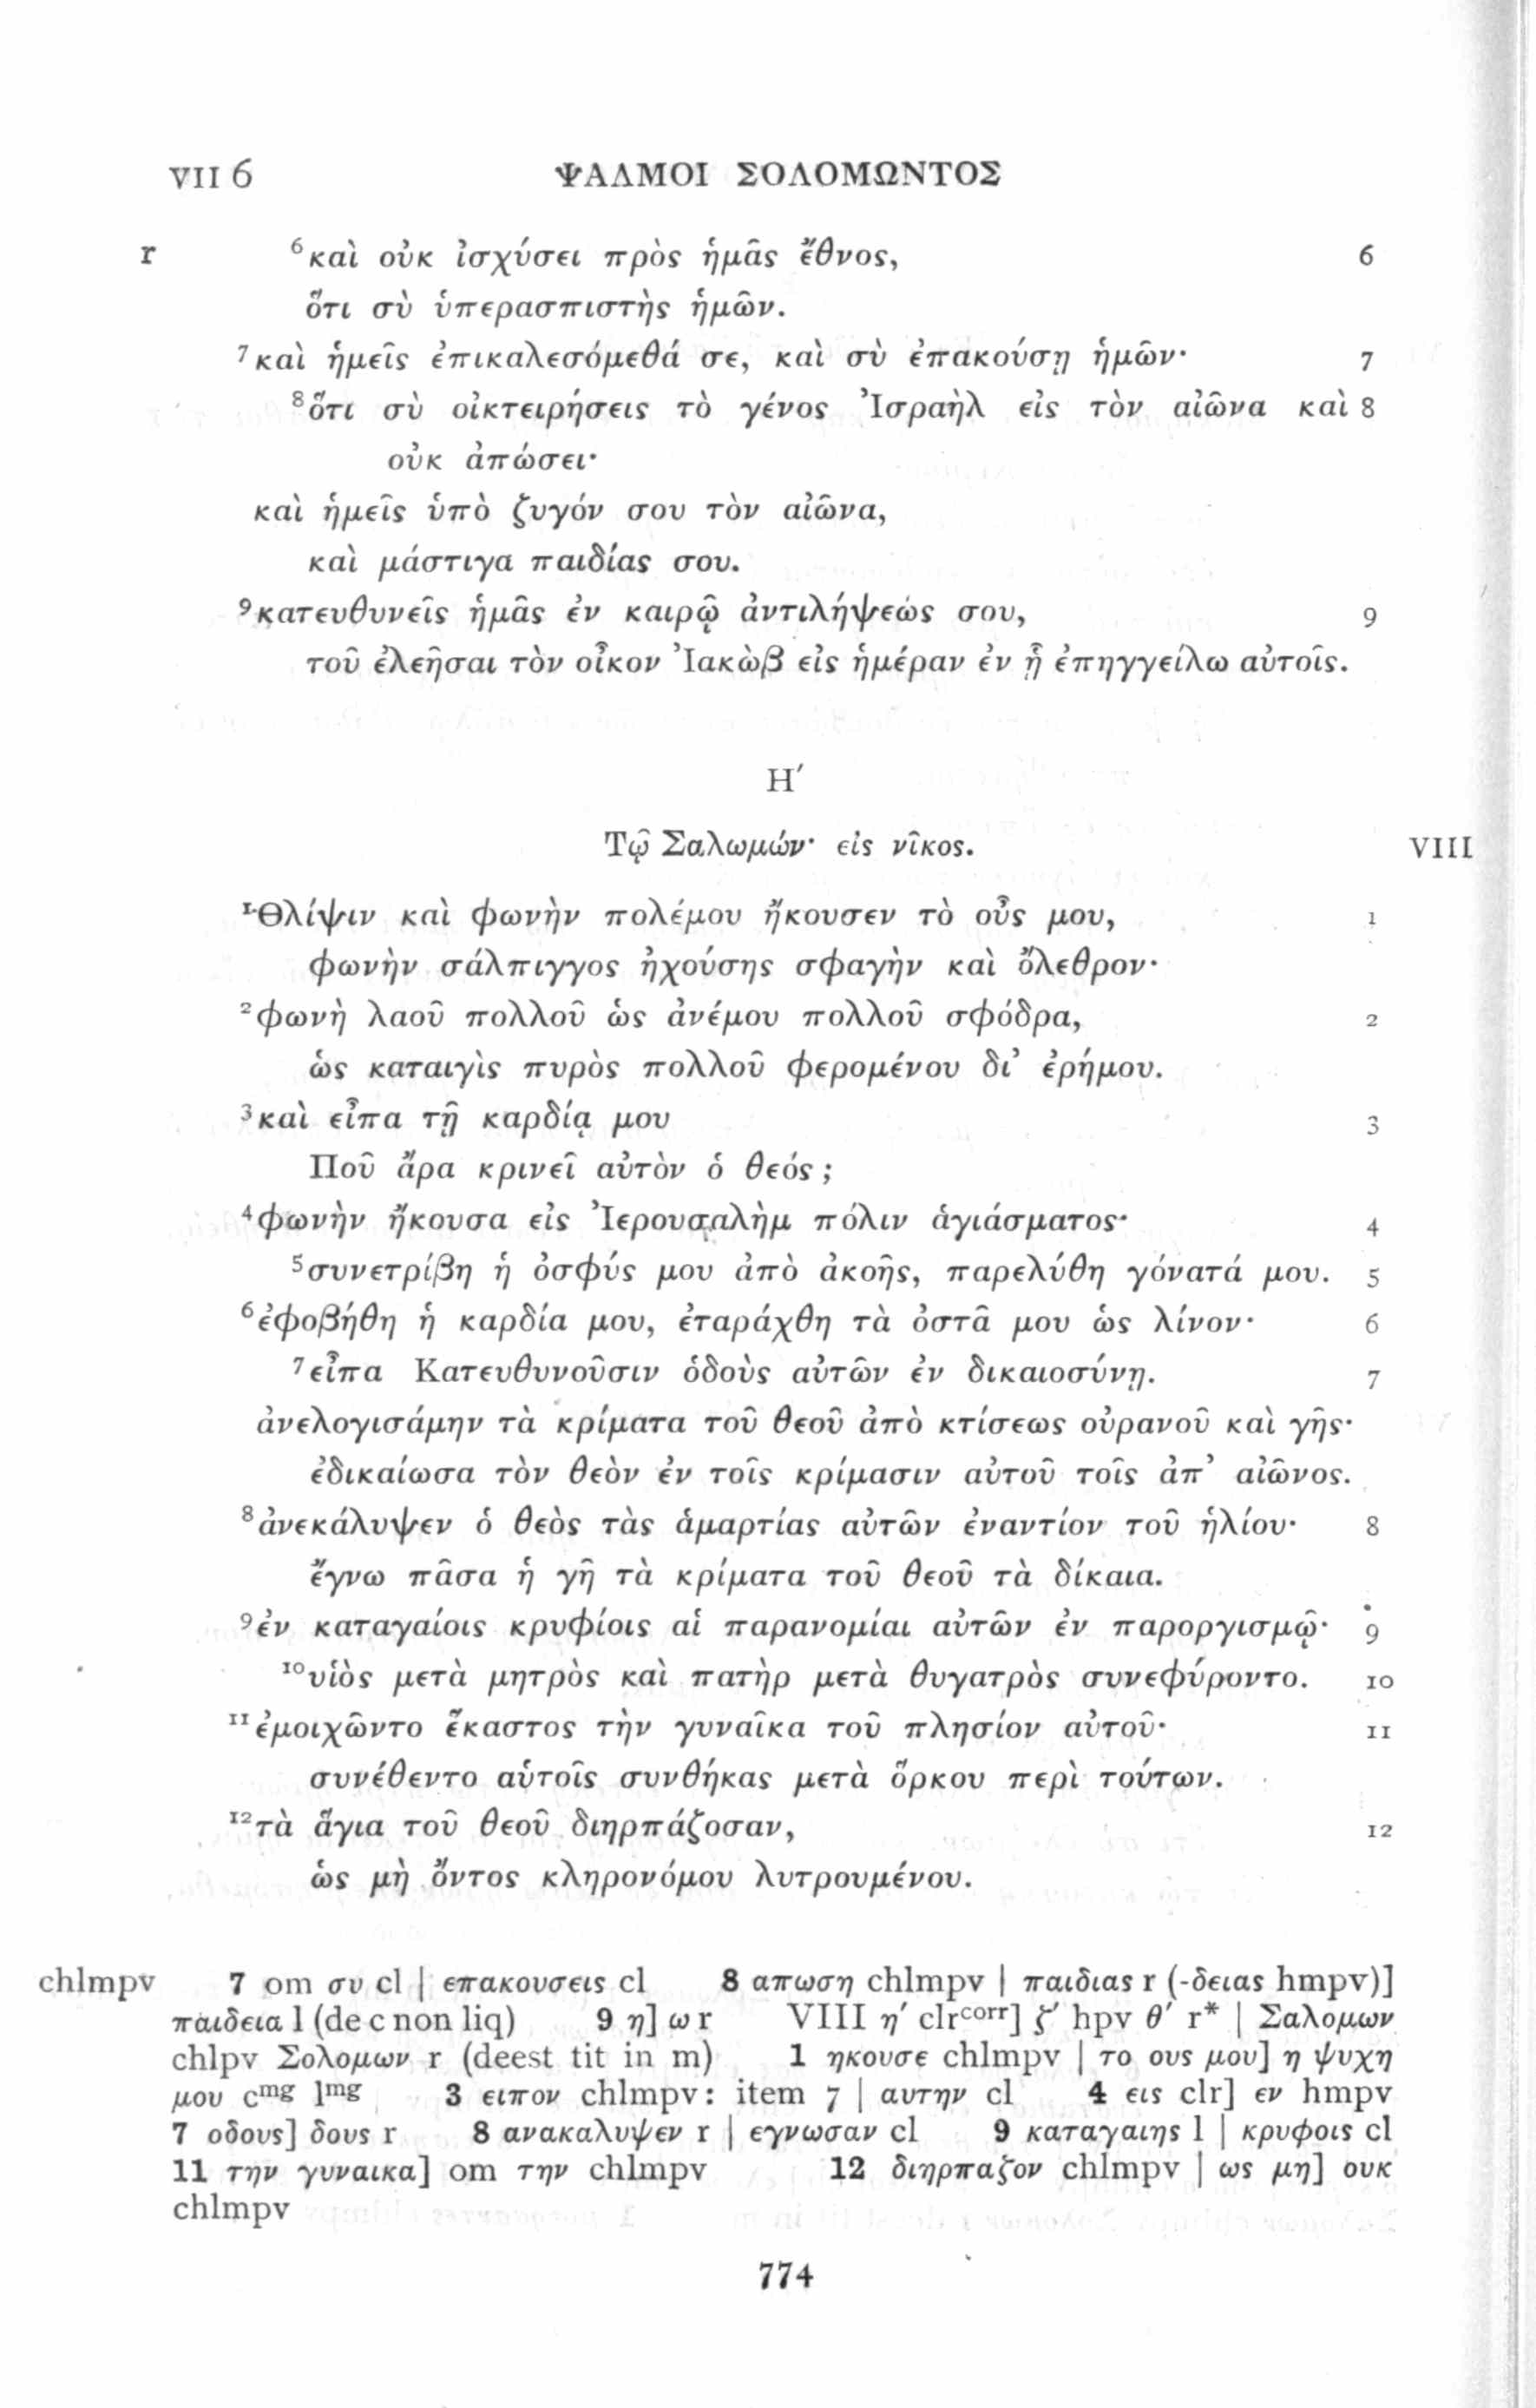 VII 6 ΨΑΛΜΟΙ ΣΟΛΟΜΩΝΤΟΣ
r ⁶καὶ οὐκ ἰσχύσει πρὸς ἡμᾶς ἔθνος, 6
ὅτι σὺ ὑπερασπιστὴς ἡμῶν.
⁷καὶ ἡμεῖς ἐπικαλεσόμεθά σε, καὶ σὺ ἐπακούσῃ ἡμῶν· 7
⁸ὅτι σὺ οἰκτειρήσεις τὸ γένος Ἰσραὴλ εἰς τὸν αἰῶνα καὶ 8
οὐκ ἀπώσει·
καὶ ἡμεῖς ὑπὸ ζυγόν σου τὸν αἰῶνα,
καὶ μάστιγα παιδίας σου.
⁹κατευθυνεῖς ἡμᾶς ἐν καιρῷ ἀντιλήψεώς σου, 9
τοῦ ἐλεῆσαι τὸν οἶκον Ἰακὼβ εἰς ἡμέραν ἐν ᾗ ἐπηγγείλω αὐτοῖς.
Η′
Τῷ Σαλωμών· εἰς νῖκος. VIII
¹Θλίψιν καὶ φωνὴν πολέμου ἤκουσεν τὸ οὖς μου, 1
φωνὴν σάλπιγγος ἠχούσης σφαγὴν καὶ ὄλεθρον·
²φωνὴ λαοῦ πολλοῦ ὡς ἀνέμου πολλοῦ σφόδρα, 2
ὡς καταιγὶς πυρὸς πολλοῦ φερομένου δι’ ἐρήμου.
³καὶ εἶπα τῇ καρδίᾳ μου 3
Ποῦ ἄρα κρινεῖ αὐτὸν ὁ θεός ;
⁴φωνὴν ἤκουσα εἰς Ἰερουσαλὴμ πόλιν ἁγιάσματος· 4
⁵συνετρίβη ἡ ὀσφύς μου ἀπὸ ἀκοῆς, παρελύθη γόνατά μου. 5
⁶ἐφοβήθη ἡ καρδία μου, ἐταράχθη τὰ ὀστᾶ μου ὡς λίνον· 6
⁷εἶπα Κατευθυνοῦσιν ὁδοὺς αὐτῶν ἐν δικαιοσύνῃ. 7
ἀνελογισάμην τὰ κρίματα τοῦ θεοῦ ἀπὸ κτίσεως οὐρανοῦ καὶ γῆς·
ἐδικαίωσα τὸν θεὸν ἐν τοῖς κρίμασιν αὐτοῦ τοῖς ἀπ’ αἰῶνος.
⁸ἀνεκάλυψεν ὁ θεὸς τὰς ἁμαρτίας αὐτῶν ἐναντίον τοῦ ἡλίου· 8
ἔγνω πᾶσα ἡ γῆ τὰ κρίματα τοῦ θεοῦ τὰ δίκαια.
⁹ἐν καταγαίοις κρυφίοις αἱ παρανομίαι αὐτῶν ἐν παροργισμῷ· 9
¹⁰υἱὸς μετὰ μητρὸς καὶ πατὴρ μετὰ θυγατρὸς συνεφύροντο. 10
¹¹ἐμοιχῶντο ἕκαστος τὴν γυναῖκα τοῦ πλησίον αὐτοῦ· 11
συνέθεντο αὑτοῖς συνθήκας μετὰ ὅρκου περὶ τούτων.
¹²τὰ ἅγια τοῦ θεοῦ διηρπάζοσαν, 12
ὡς μὴ ὄντος κληρονόμου λυτρουμένου.
chlmpv 7 om συ cl | επακουσεις cl 8 απωση chlmpv | παιδιας r (-δειας hmpv)]
παιδεια l (de c non liq) 9 η] ω r VIII η′ clrᶜᵒʳʳ] ζ′ hpv θ′ r* | Σαλομων
chlpv Σολομων r (deest tit in m) 1 ηκουσε chlmpv | το ους μου] η ψυχη
μου cᵐᵍ lᵐᵍ 3 ειπον chlmpv: item 7 | αυτην cl 4 εις clr] εν hmpv
7 οδους] δους r 8 ανακαλυψεν r | εγνωσαν cl 9 καταγαιης l | κρυφοις cl
11 την γυναικα] om την chlmpv 12 διηρπαζον chlmpv | ως μη] ουκ
chlmpv
774